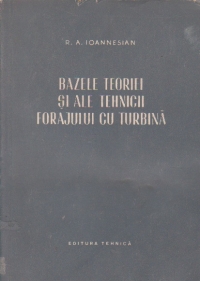 R. A. IOANNESIAN
BAZELE TEORIEI
ȘI ALE TEHNICII
FORAJULUI CU TURBINĂ
EDITURA TEHNICĂ